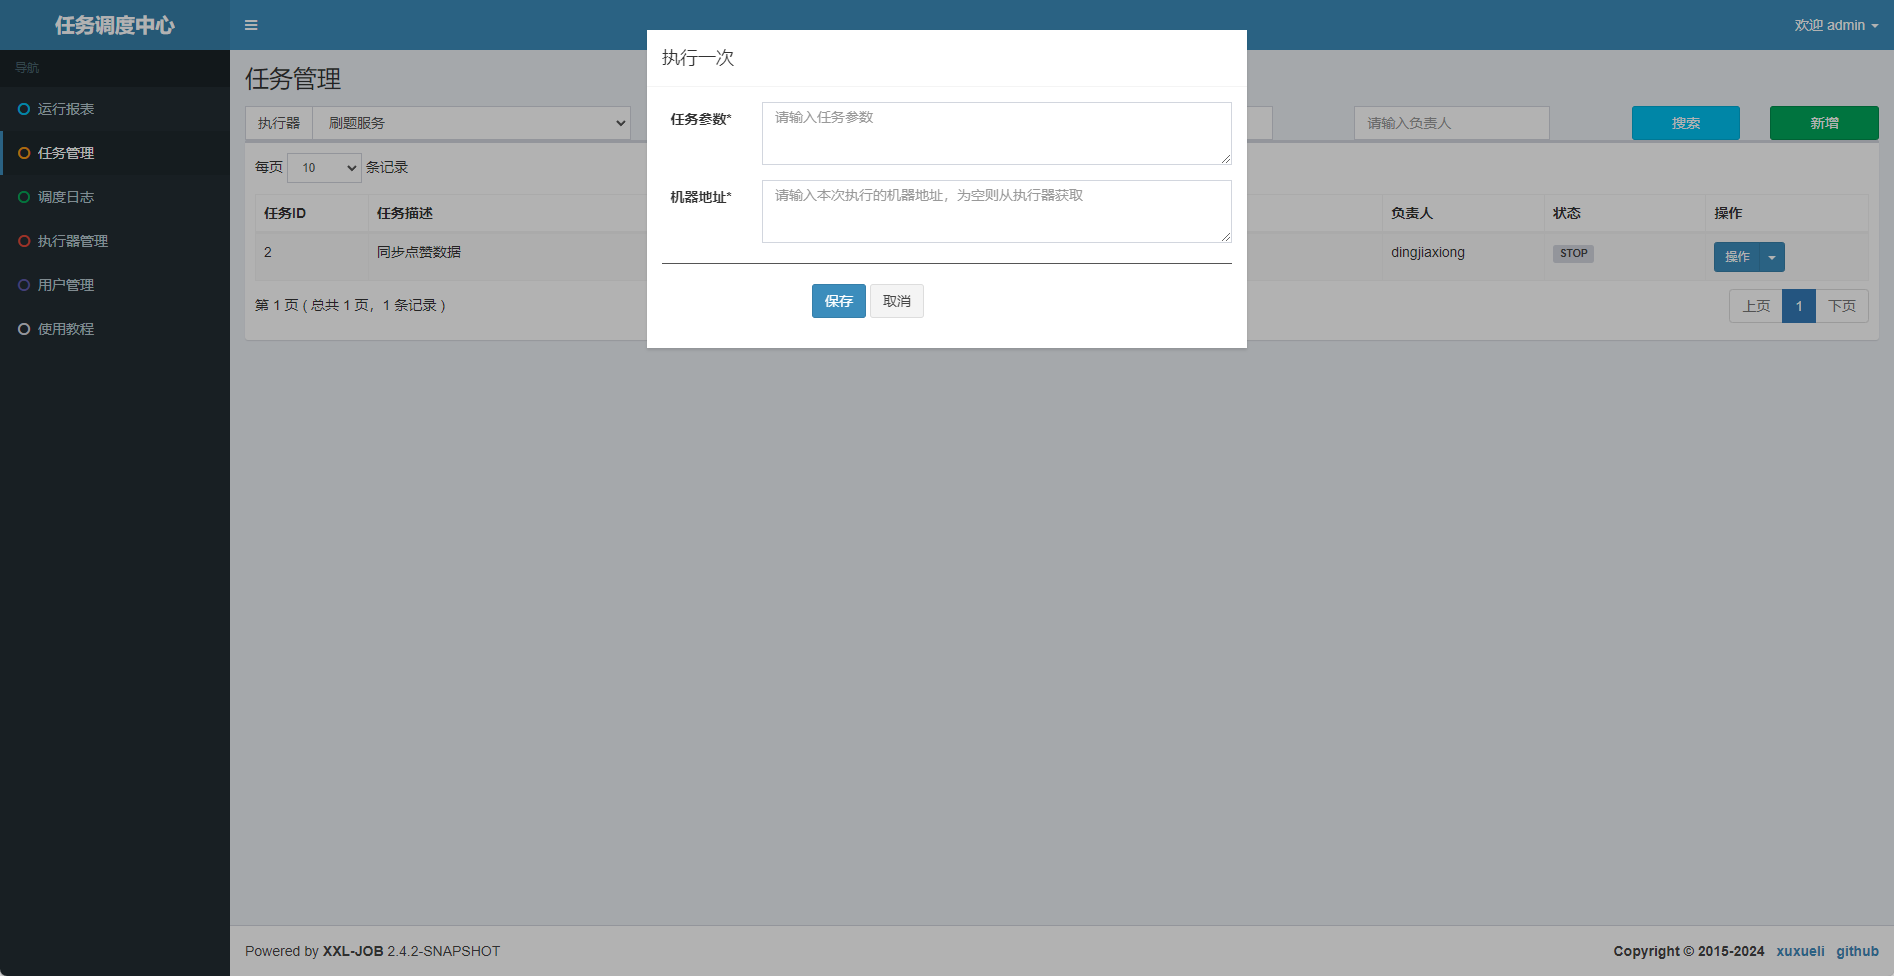 任务调度中心
欢迎 admin
导航
运行报表
任务管理
调度日志
执行器管理
用户管理
使用教程
任务管理
执行器 刷题服务
请输入负责人 搜索 新增
每页 10 条记录
任务ID 任务描述 负责人 状态 操作
2 同步点赞数据 dingjiaxiong STOP 操作
第 1 页 ( 总共 1 页，1 条记录 )
上页 1 下页
执行一次
任务参数* 请输入任务参数
机器地址* 请输入本次执行的机器地址，为空则从执行器获取
保存 取消
Powered by XXL-JOB 2.4.2-SNAPSHOT
Copyright © 2015-2024 xuxueli github